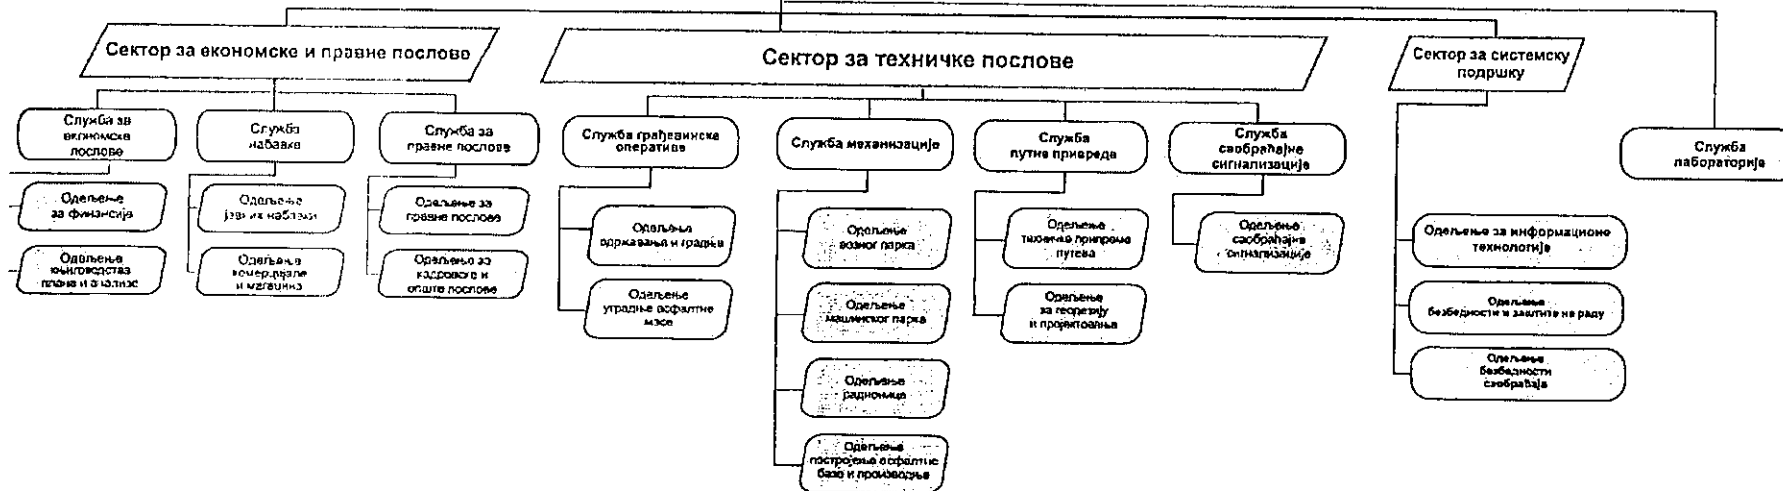 Сектор за економске и правне послове
Служба за
економске
послове
Одељење
за финансије
Одељење
књиговодства
плана и анализе
Служба
набавке
Одељење
јавних набавки
Одељење
комерцијале
и магацина
Служба за
правне послове
Одељење за
правне послове
Одељење за
кадровске и
опште послове
Сектор за техничке послове
Служба грађевинске
оперативе
Одељење
одржавања и градње
Одељење
уградње асфалтне
масе
Служба механизације
Одељење
возног парка
Одељење
машинског парка
Одељење
радионице
Одељење
постројење асфалтне
базе и производње
Служба
путне привреде
Одељење
техничке припреме
путева
Одељење
за геодезију
и пројектовање
Служба
саобраћајне
сигнализације
Одељење
саобраћајне
сигнализације
Сектор за системску
подршку
Одељење за информационе
технологије
Одељење
безбедности и заштите на раду
Одељење
безбедности
саобраћаја
Служба
лабораторије